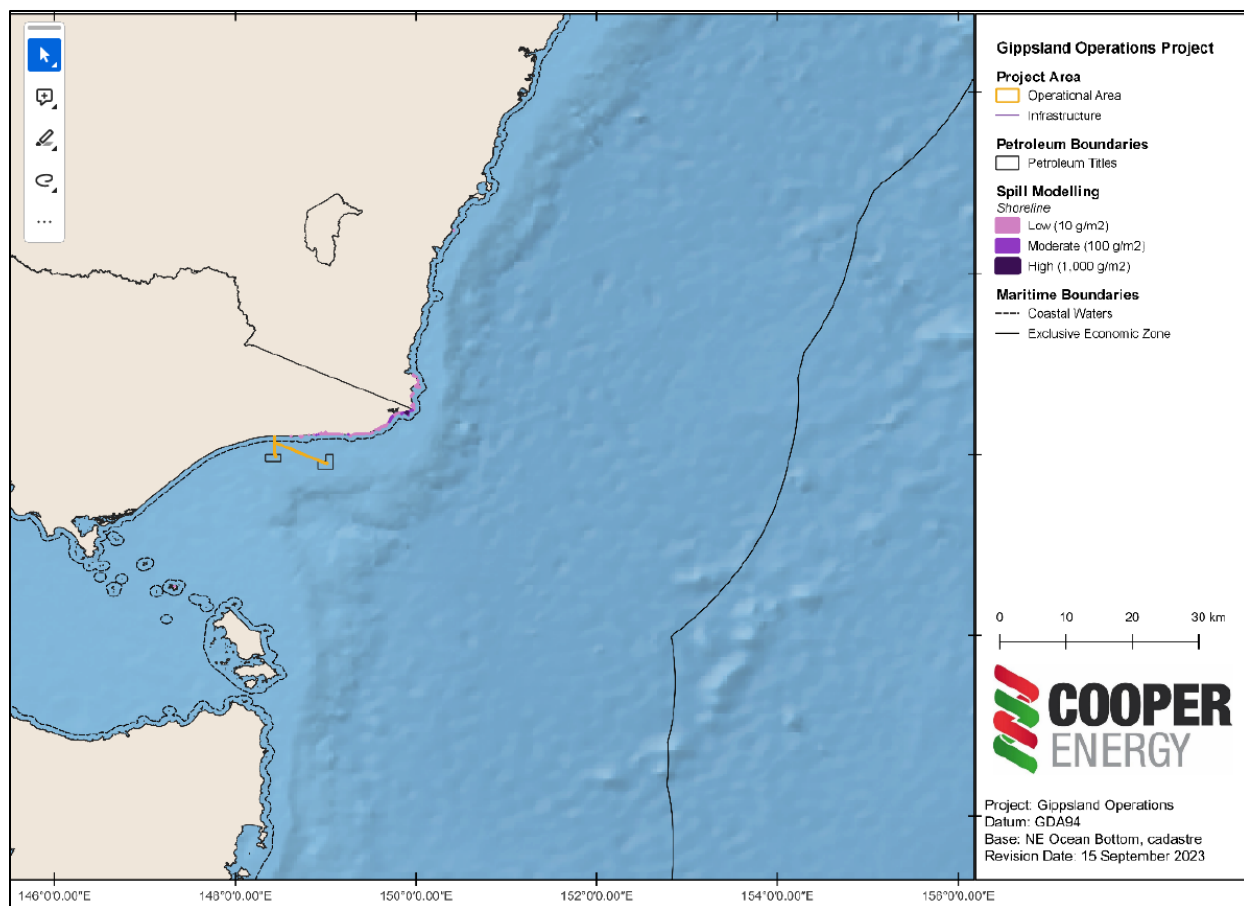 Gippsland Operations Project
Project Area
Operational Area
Infrastructure
Petroleum Boundaries
Petroleum Titles
Spill Modelling
Shoreline
Low (10 g/m2)
Moderate (100 g/m2)
High (1,000 g/m2)
Maritime Boundaries
Coastal Waters
Exclusive Economic Zone
0 10 20 30 km
COOPER
ENERGY
Project: Gippsland Operations
Datum: GDA94
Base: NE Ocean Bottom, cadastre
Revision Date: 15 September 2023
146°0'0.00"E 148°0'0.00"E 150°0'0.00"E 152°0'0.00"E 154°0'0.00"E 156°0'0.00"E